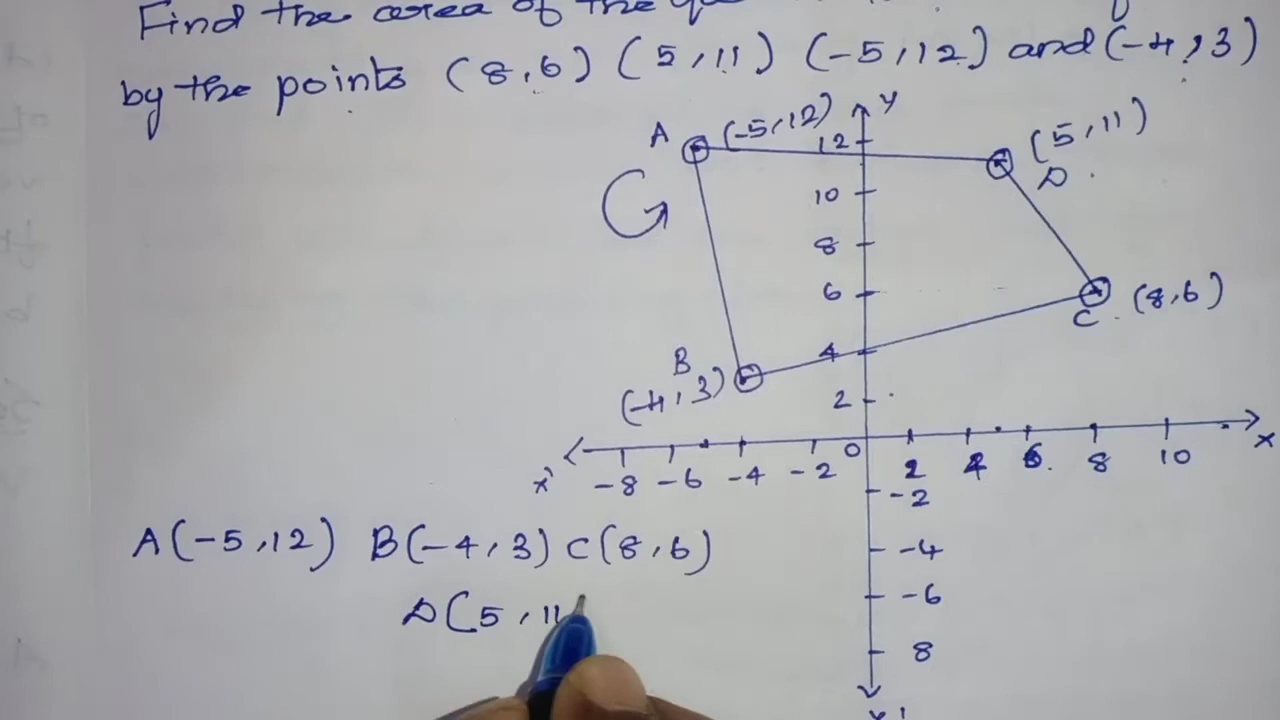 Find the area of the
by the points (8,6) (5,11) (-5,12) and (-4,3)
A (-5,12) 12 y (5,11)
D
10
8
6 (8,6)
C
B 4
(-4,3) 2
x' -8 -6 -4 -2 0 2 4 6 8 10 x
-2
A(-5,12) B(-4,3) C(8,6) -4
D(5,11 -6
8